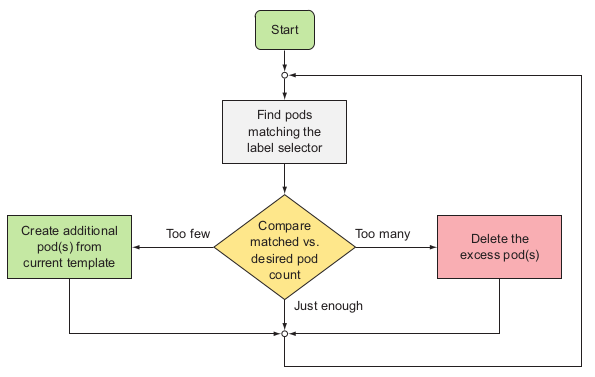 Start
Find pods
matching the
label selector
Compare
matched vs.
desired pod
count
Too few
Too many
Create additional
pod(s) from
current template
Delete the
excess pod(s)
Just enough